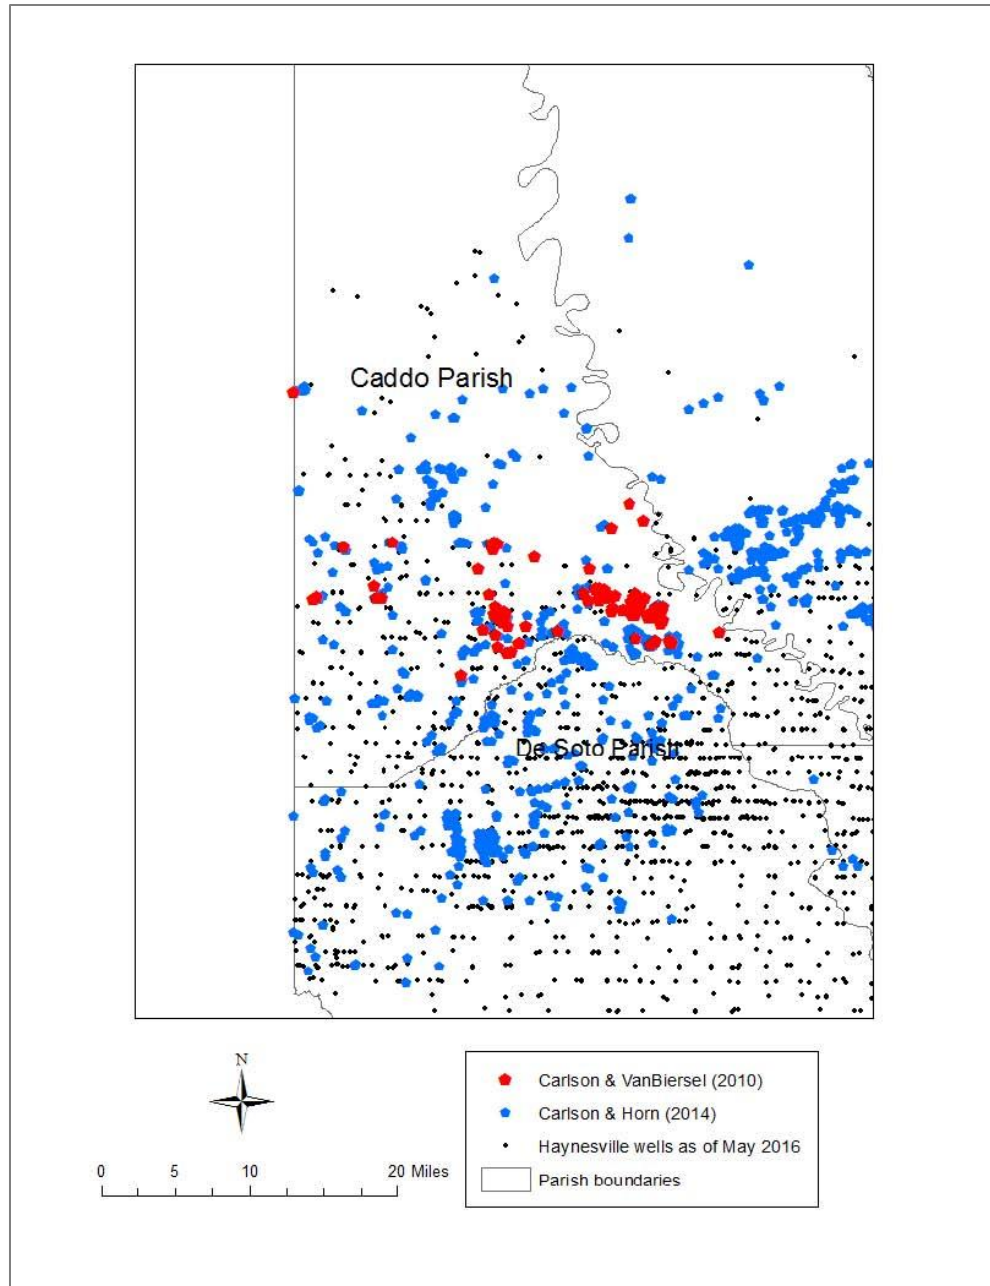 Caddo Parish
De Soto Parish
N
0 5 10 20 Miles
Carlson & VanBiersel (2010)
Carlson & Horn (2014)
Haynesville wells as of May 2016
Parish boundaries